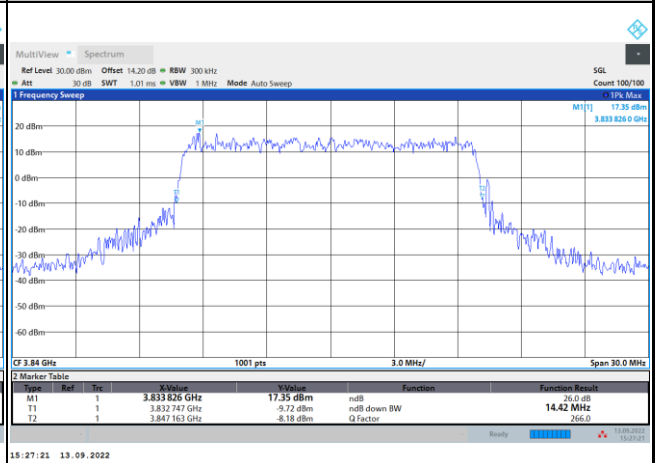 MultiView Spectrum
Ref Level 30.00 dBm Offset 14.20 dB RBW 300 kHz SGL
Att 30 dB SWT 1.01 ms VBW 1 MHz Mode Auto Sweep Count 100/100
1 Frequency Sweep 1Pk Max
M1[1] 17.35 dBm
3.833 826 0 GHz
M1
20 dBm
10 dBm
0 dBm
-10 dBm
-20 dBm
-30 dBm
-40 dBm
-50 dBm
-60 dBm
CF 3.84 GHz 1001 pts 3.0 MHz/ Span 30.0 MHz
2 Marker Table
Type Ref Trc X-Value Y-Value Function Function Result
M1 1 3.833 826 GHz 17.35 dBm ndB 26.0 dB
T1 1 3.832 747 GHz -9.72 dBm ndB down BW 14.42 MHz
T2 1 3.847 163 GHz -8.18 dBm Q Factor 266.0
Ready 13.09.2022
15:27:21
15:27:21 13.09.2022